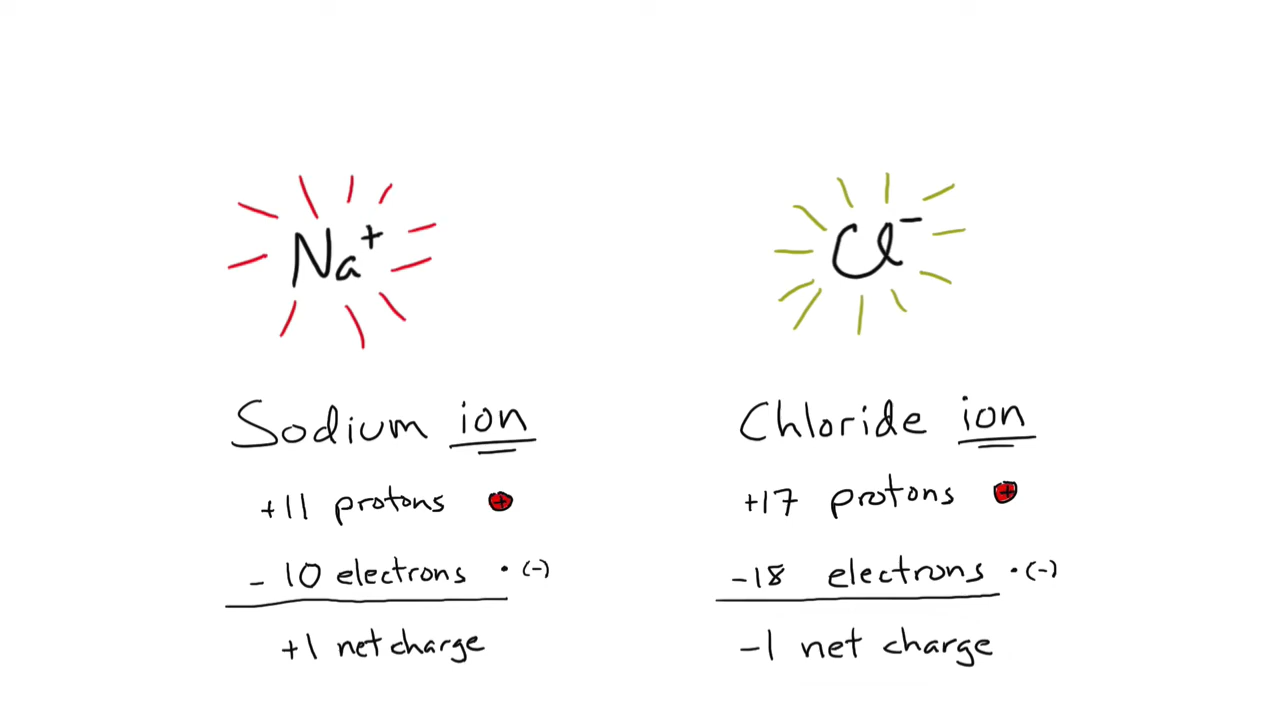 Na+
Cl-
Sodium ion
+11 protons +
- 10 electrons • (-)
+1 net charge
Chloride ion
+17 protons +
-18 electrons • (-)
-1 net charge